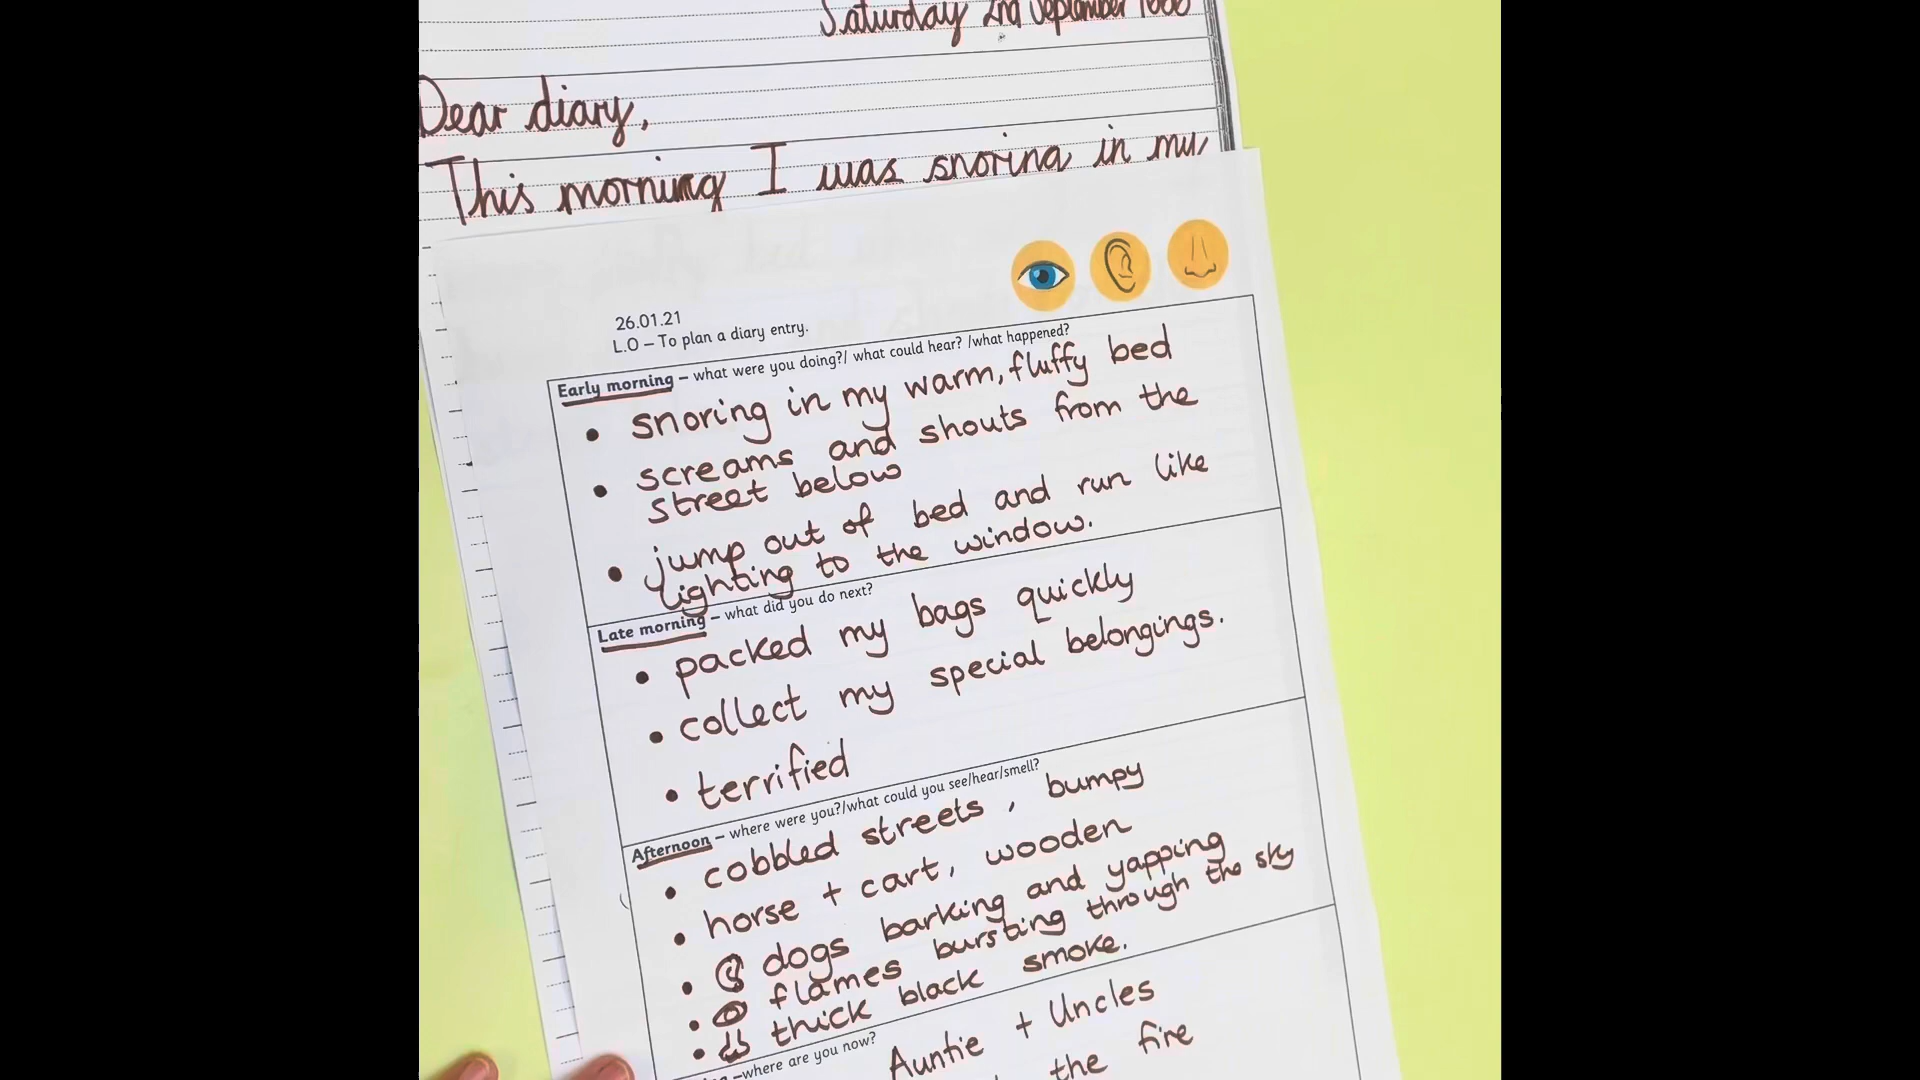 Saturday 2nd September 1666
Dear diary,
This morning I was snoring in my
26.01.21
L.O – To plan a diary entry.
Early morning – what were you doing?/ what could hear? /what happened?
• snoring in my warm, fluffy bed
• screams and shouts from the
street below
• jump out of bed and run like
lighting to the window.
Late morning – what did you do next?
• packed my bags quickly
• collect my special belongings.
• terrified
Afternoon – where were you?/what could you see/hear/smell?
• cobbled streets, bumpy
• horse + cart, wooden
• dogs barking and yapping
• flames bursting through the sky
• thick black smoke.
–where are you now?
Auntie + Uncles
the fire